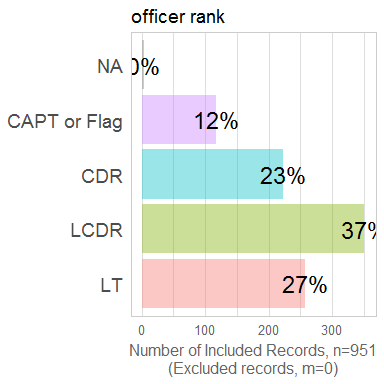 officer rank
NA
0%
CAPT or Flag
12%
CDR
23%
LCDR
37%
LT
27%
0 100 200 300
Number of Included Records, n=951
(Excluded records, m=0)